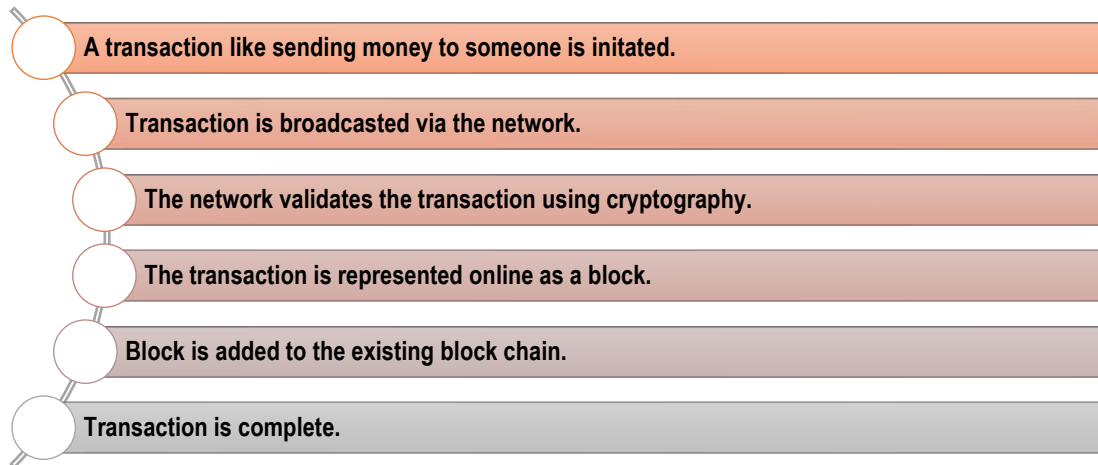 A transaction like sending money to someone is initated.
Transaction is broadcasted via the network.
The network validates the transaction using cryptography.
The transaction is represented online as a block.
Block is added to the existing block chain.
Transaction is complete.